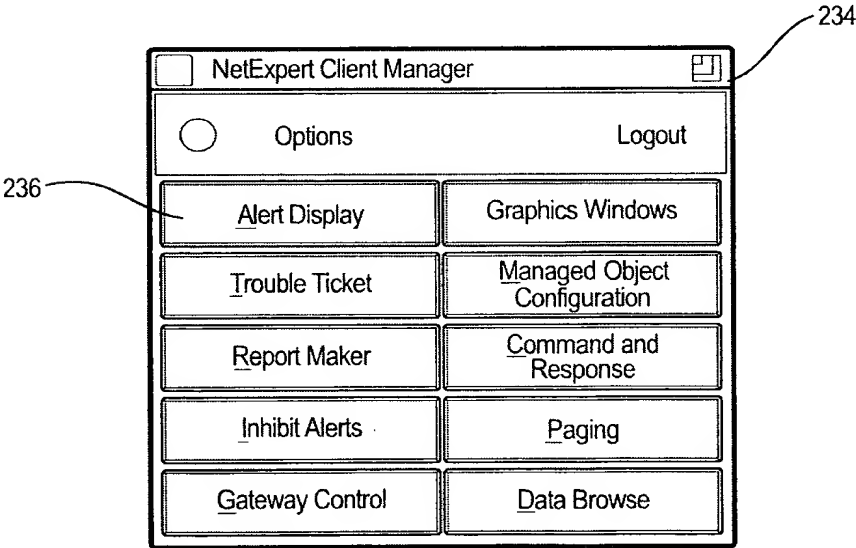 234
NetExpert Client Manager
Options Logout
236
Alert Display Graphics Windows
Trouble Ticket Managed Object
Configuration
Report Maker Command and
Response
Inhibit Alerts Paging
Gateway Control Data Browse